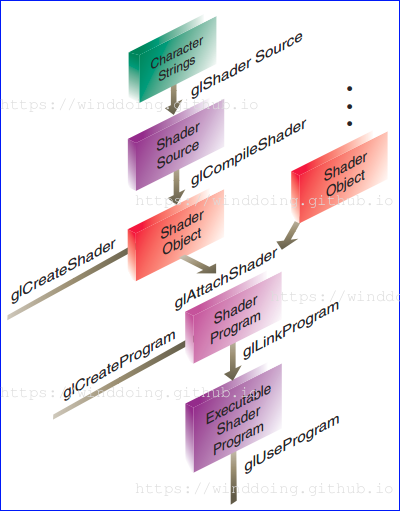 Character
Strings
glShader Source
https://winddoing.github.io
Shader
Source
glCompileShader
Shader
Object
https://winddoing.github.io
Shader
Object
glCreateShader
glAttachShader
https://winddoing
Shader
Program
glLinkProgram
glCreateProgram
https://winddoing.github.io
Executable
Shader
Program
glUseProgram
https://winddoing.github.io